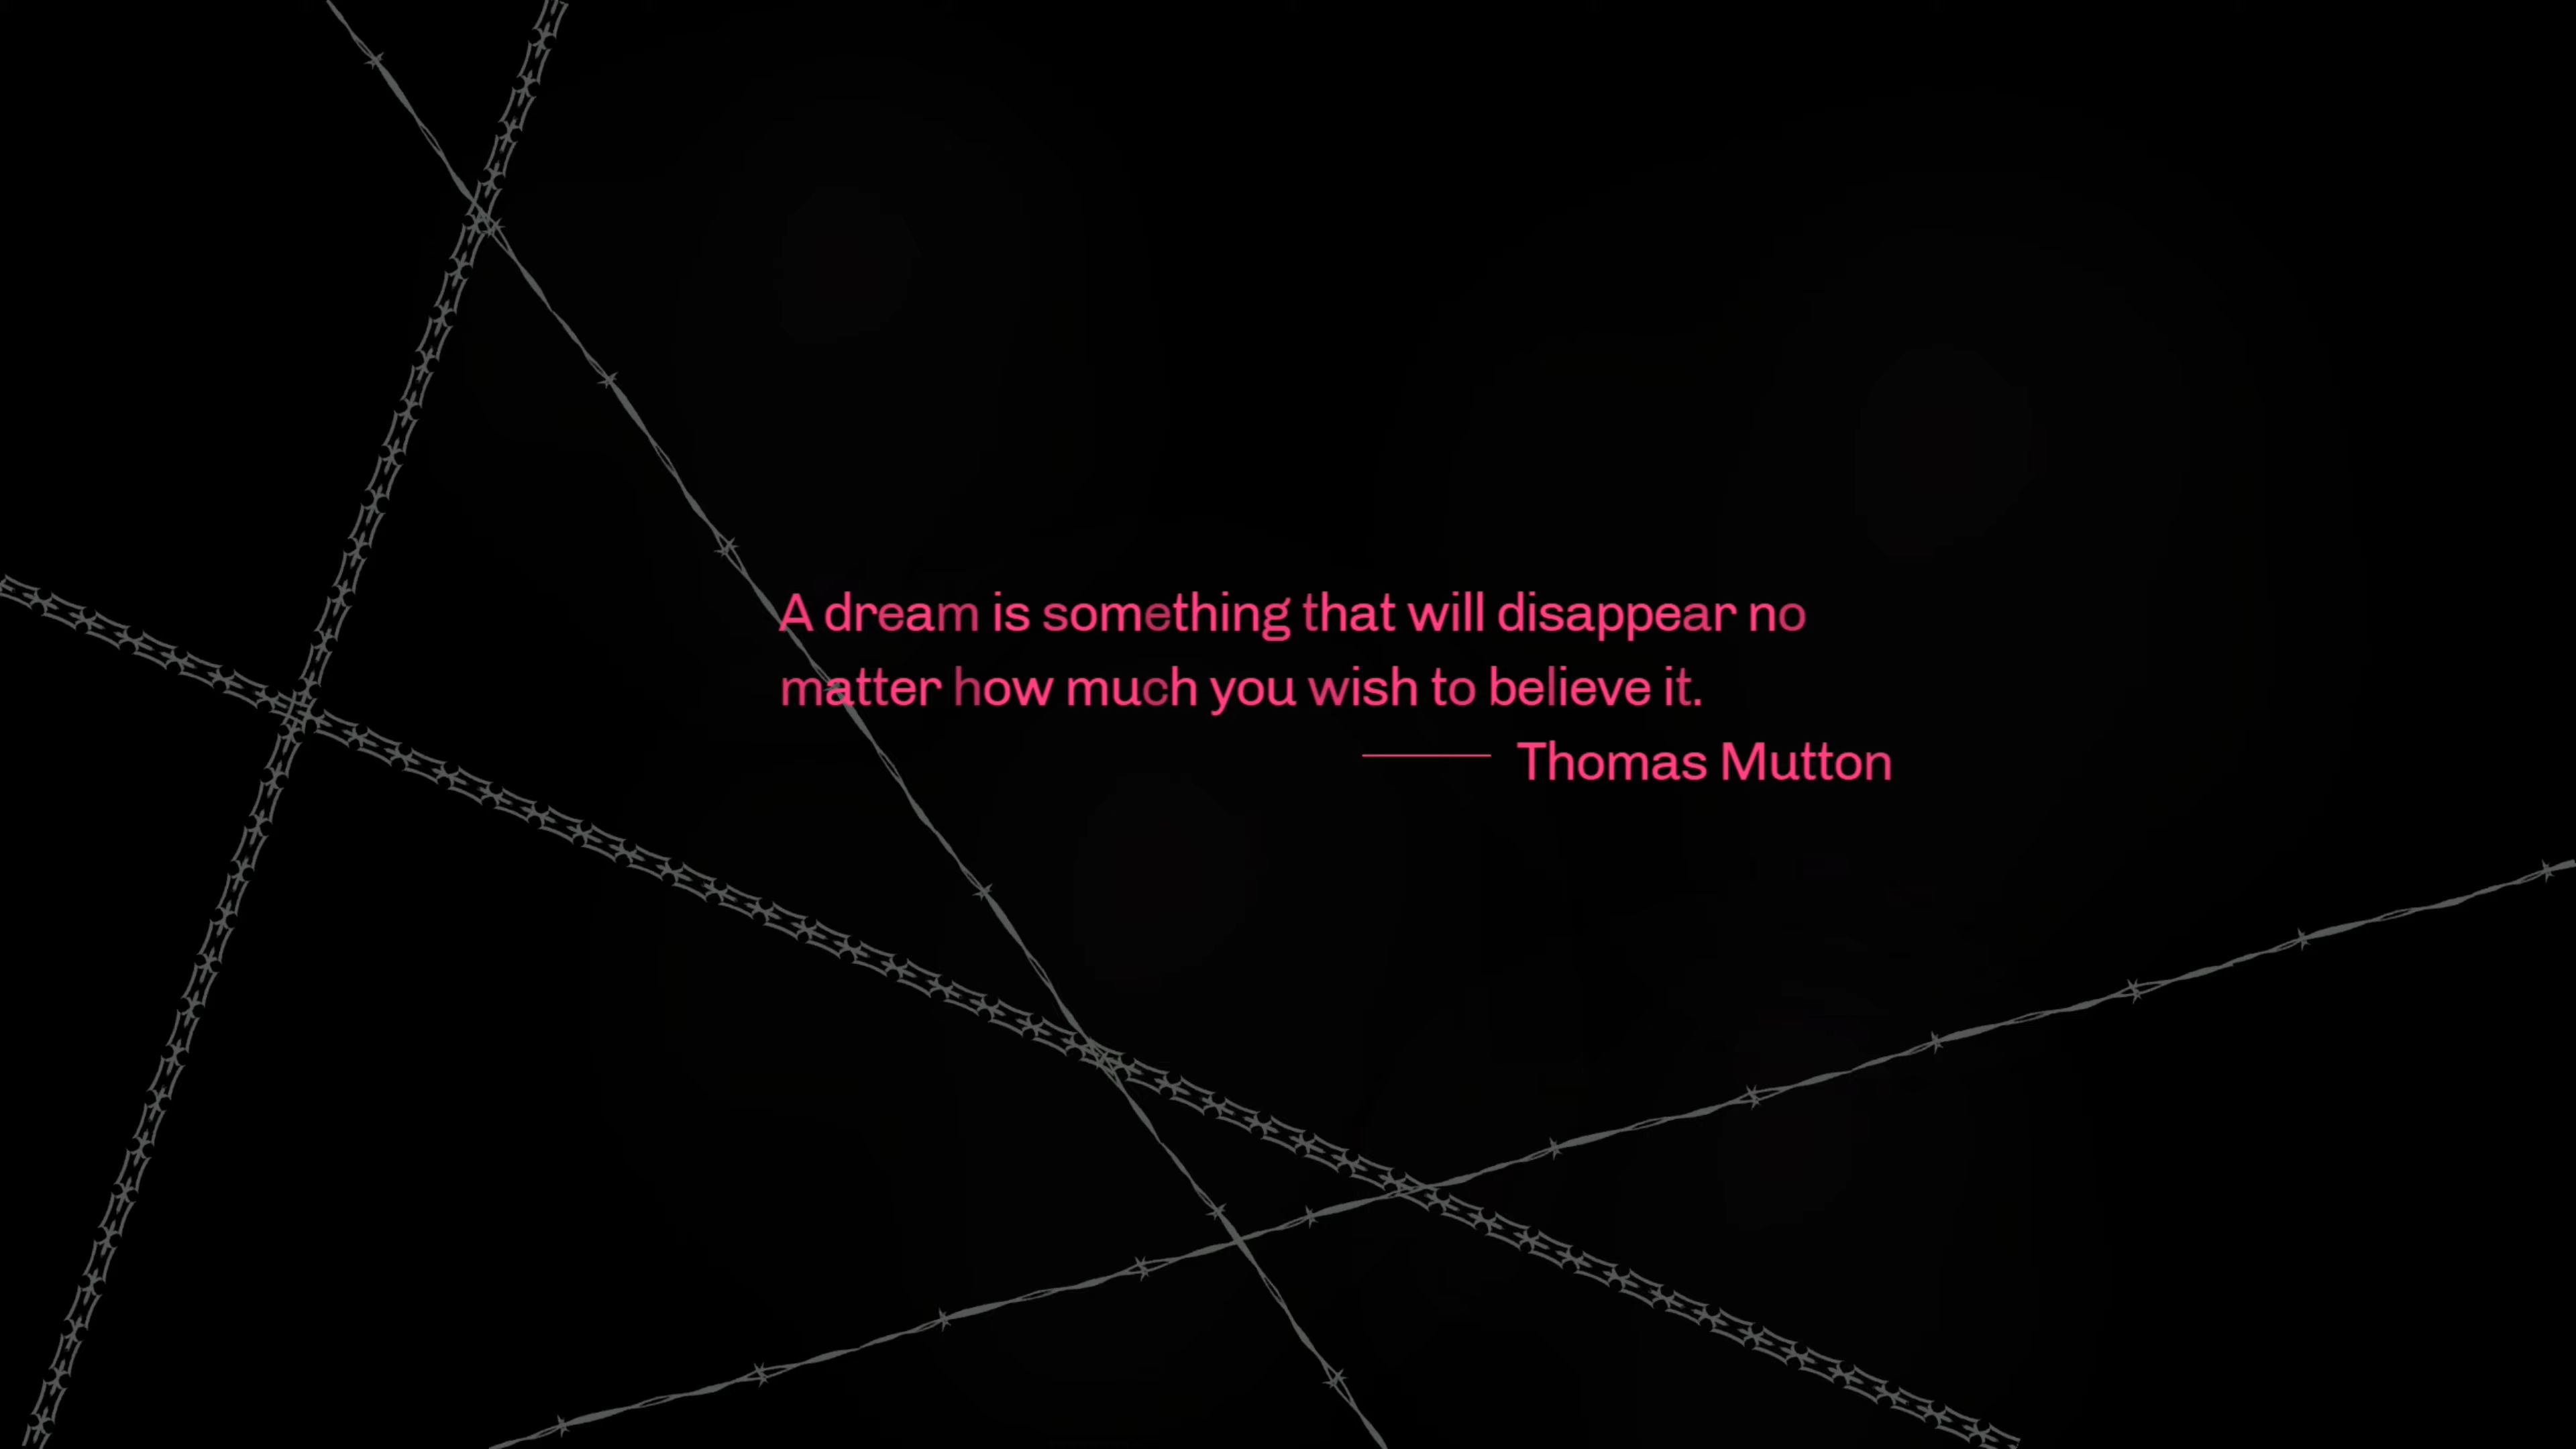 A dream is something that will disappear no
matter how much you wish to believe it.
—— Thomas Mutton